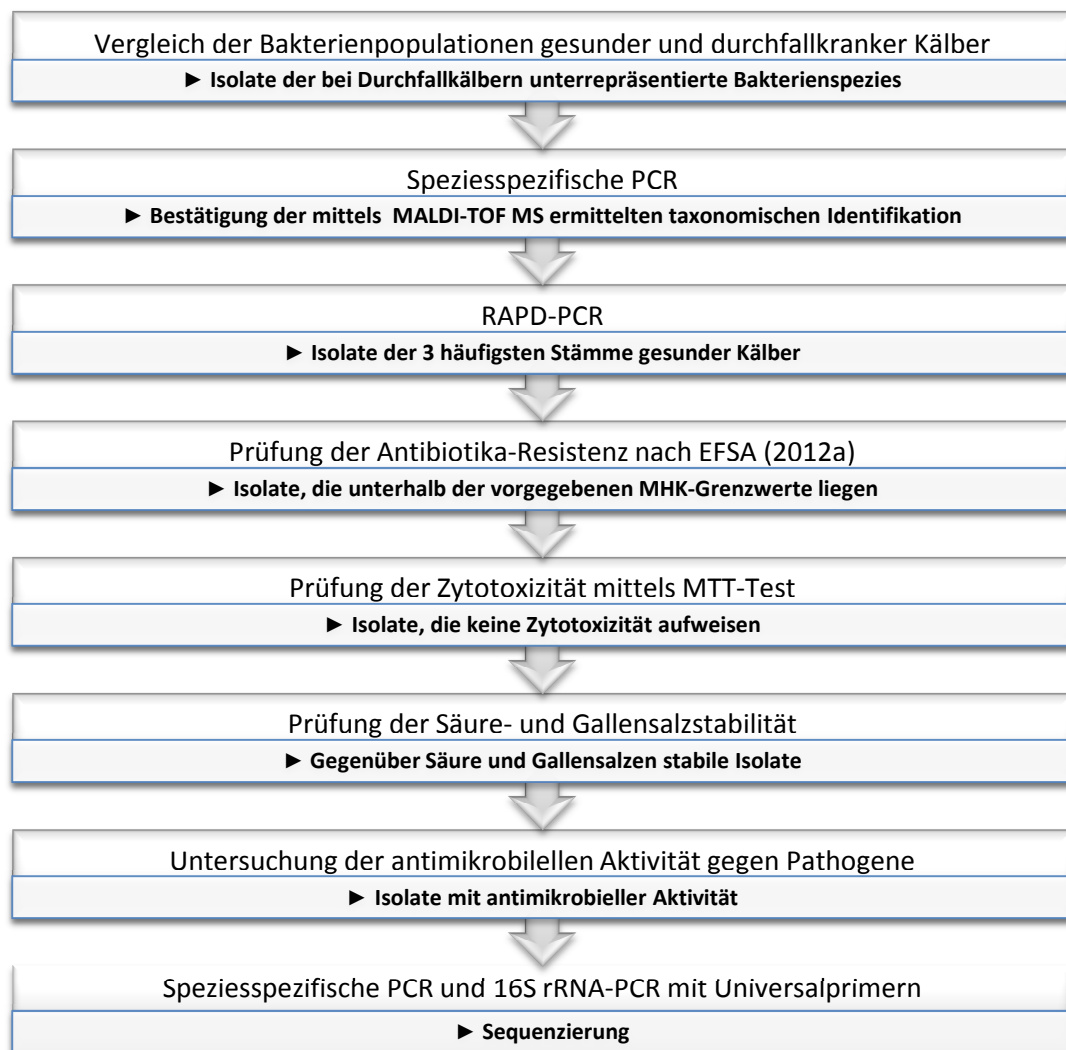 Vergleich der Bakterienpopulationen gesunder und durchfallkranker Kälber
► Isolate der bei Durchfallkälbern unterrepräsentierte Bakterienspezies
Speziesspezifische PCR
► Bestätigung der mittels MALDI-TOF MS ermittelten taxonomischen Identifikation
RAPD-PCR
► Isolate der 3 häufigsten Stämme gesunder Kälber
Prüfung der Antibiotika-Resistenz nach EFSA (2012a)
► Isolate, die unterhalb der vorgegebenen MHK-Grenzwerte liegen
Prüfung der Zytotoxizität mittels MTT-Test
► Isolate, die keine Zytotoxizität aufweisen
Prüfung der Säure- und Gallensalzstabilität
► Gegenüber Säure und Gallensalzen stabile Isolate
Untersuchung der antimikrobilellen Aktivität gegen Pathogene
► Isolate mit antimikrobieller Aktivität
Speziesspezifische PCR und 16S rRNA-PCR mit Universalprimern
► Sequenzierung